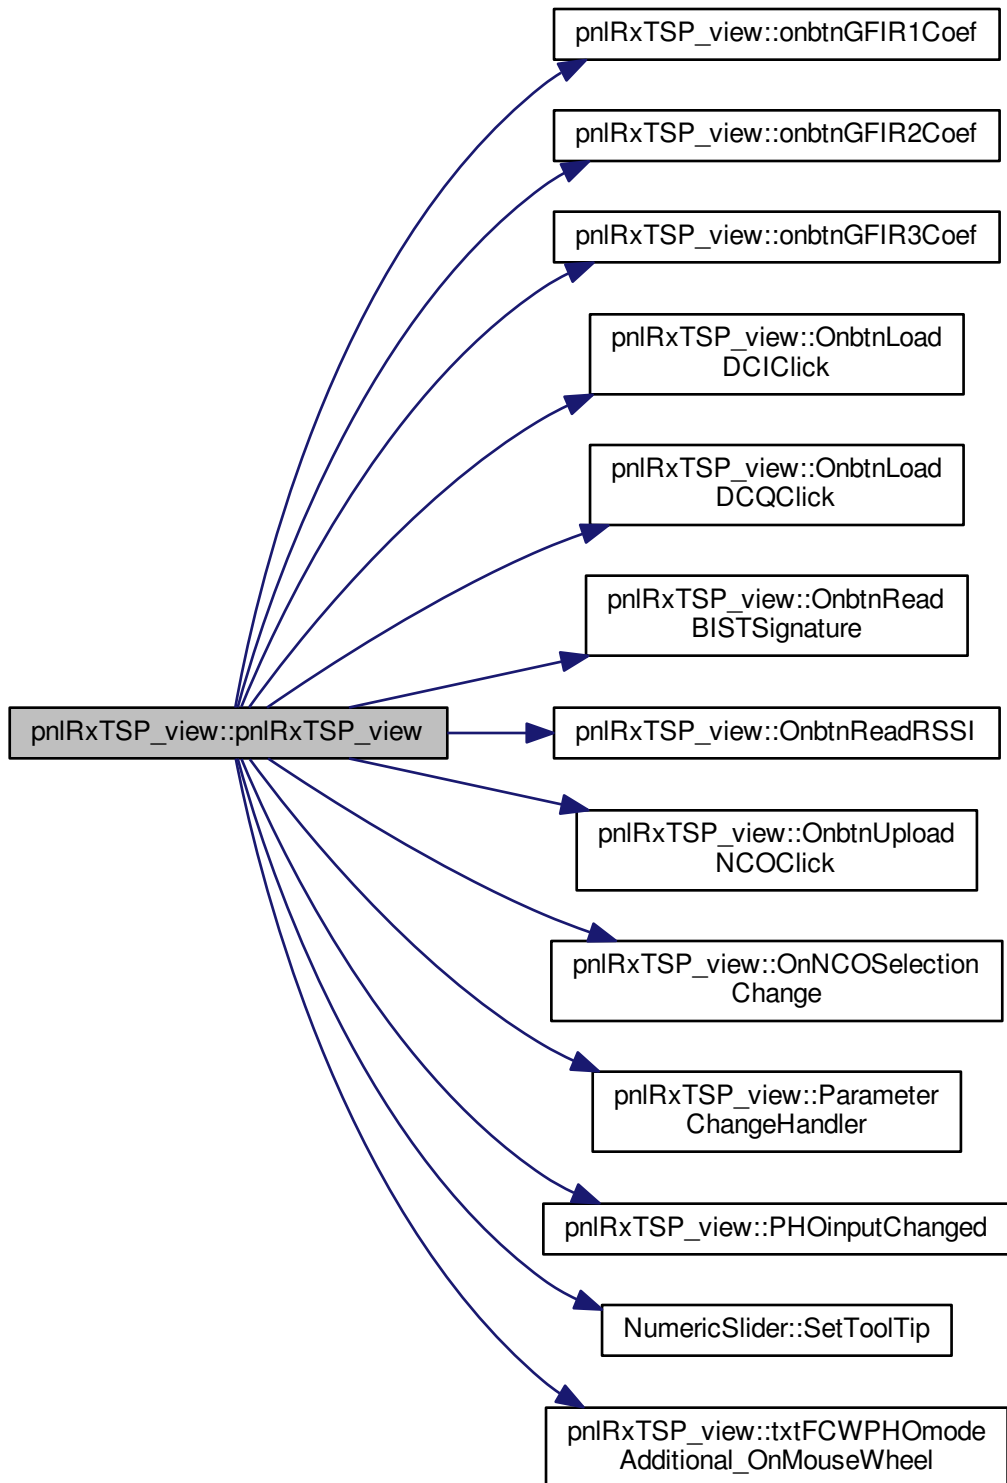 pnlRxTSP_view::onbtnGFIR1Coef
pnlRxTSP_view::onbtnGFIR2Coef
pnlRxTSP_view::onbtnGFIR3Coef
pnlRxTSP_view::OnbtnLoad
DCIClick
pnlRxTSP_view::OnbtnLoad
DCQClick
pnlRxTSP_view::OnbtnRead
BISTSignature
pnlRxTSP_view::pnlRxTSP_view
pnlRxTSP_view::OnbtnReadRSSI
pnlRxTSP_view::OnbtnUpload
NCOClick
pnlRxTSP_view::OnNCOSelection
Change
pnlRxTSP_view::Parameter
ChangeHandler
pnlRxTSP_view::PHOinputChanged
NumericSlider::SetToolTip
pnlRxTSP_view::txtFCWPHOmode
Additional_OnMouseWheel